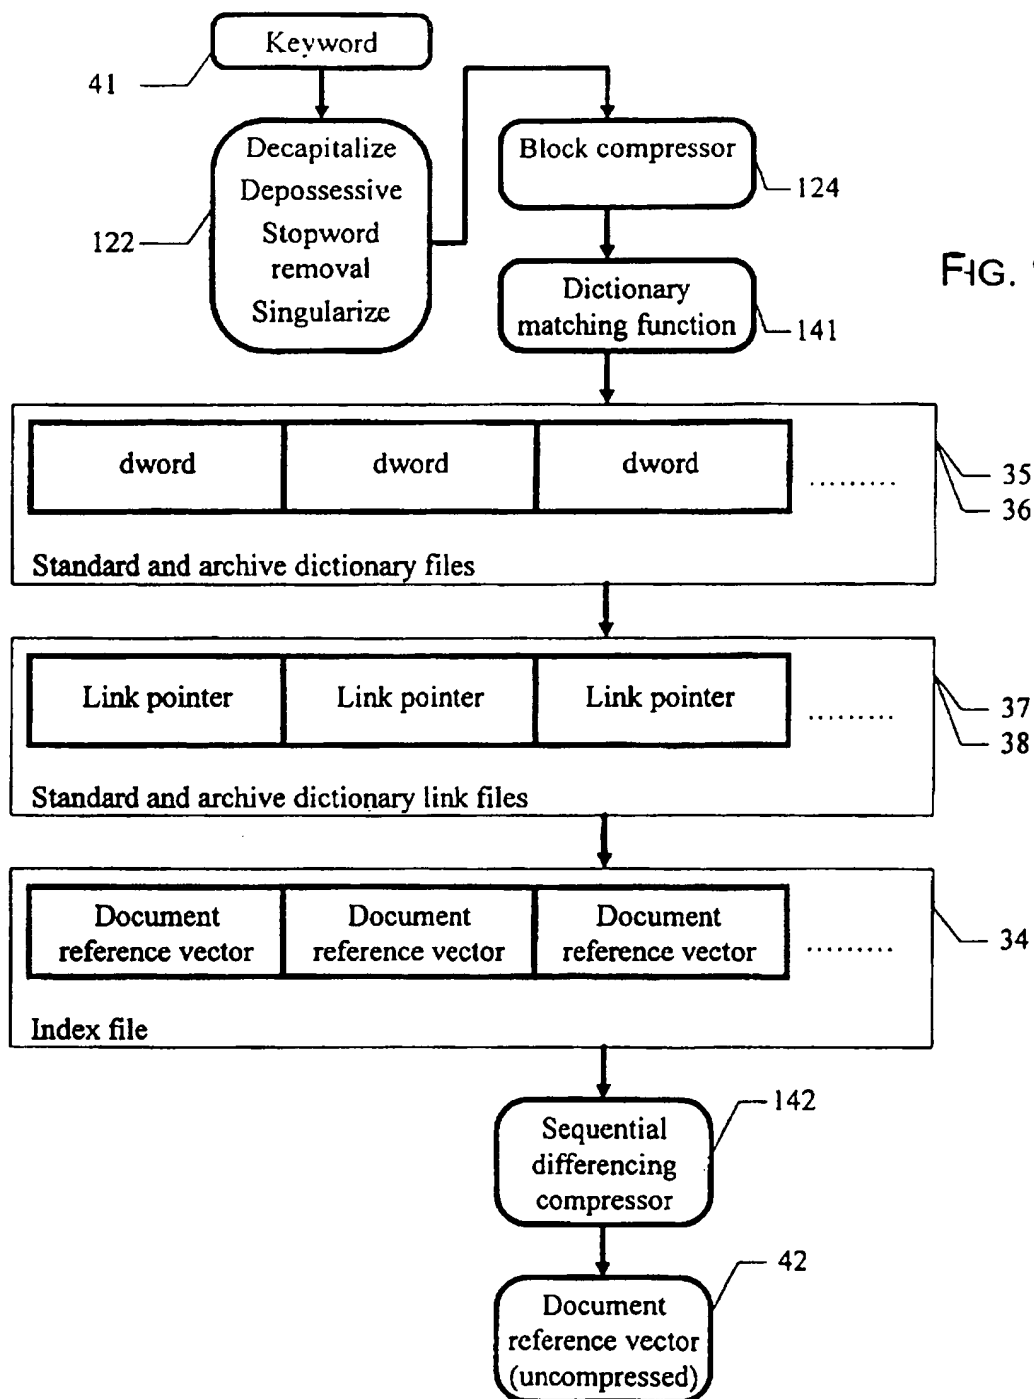 Keyword
41
Decapitalize
Depossessive
Stopword
removal
Singularize
122
Block compressor
124
Dictionary
matching function
141
FIG.
dword dword dword .........
35
36
Standard and archive dictionary files
Link pointer Link pointer Link pointer .........
37
38
Standard and archive dictionary link files
Document Document Document
reference vector reference vector reference vector .........
34
Index file
142
Sequential
differencing
compressor
42
Document
reference vector
(uncompressed)